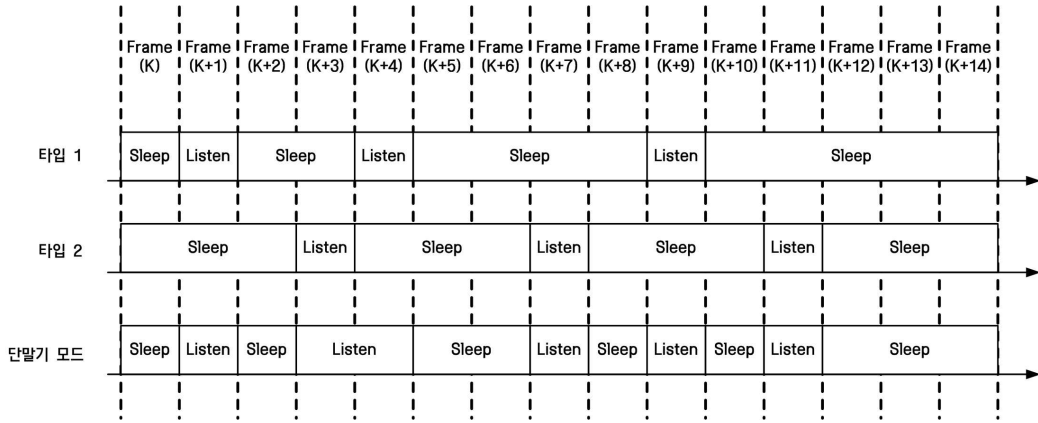 Frame Frame Frame Frame Frame Frame Frame Frame Frame Frame Frame Frame Frame Frame Frame
(K) (K+1) (K+2) (K+3) (K+4) (K+5) (K+6) (K+7) (K+8) (K+9) (K+10) (K+11) (K+12) (K+13) (K+14)
타입 1 Sleep Listen Sleep Listen Sleep Listen Sleep
타입 2 Sleep Listen Sleep Listen Sleep Listen Sleep
단말기 모드 Sleep Listen Sleep Listen Sleep Listen Sleep Listen Sleep Listen Sleep